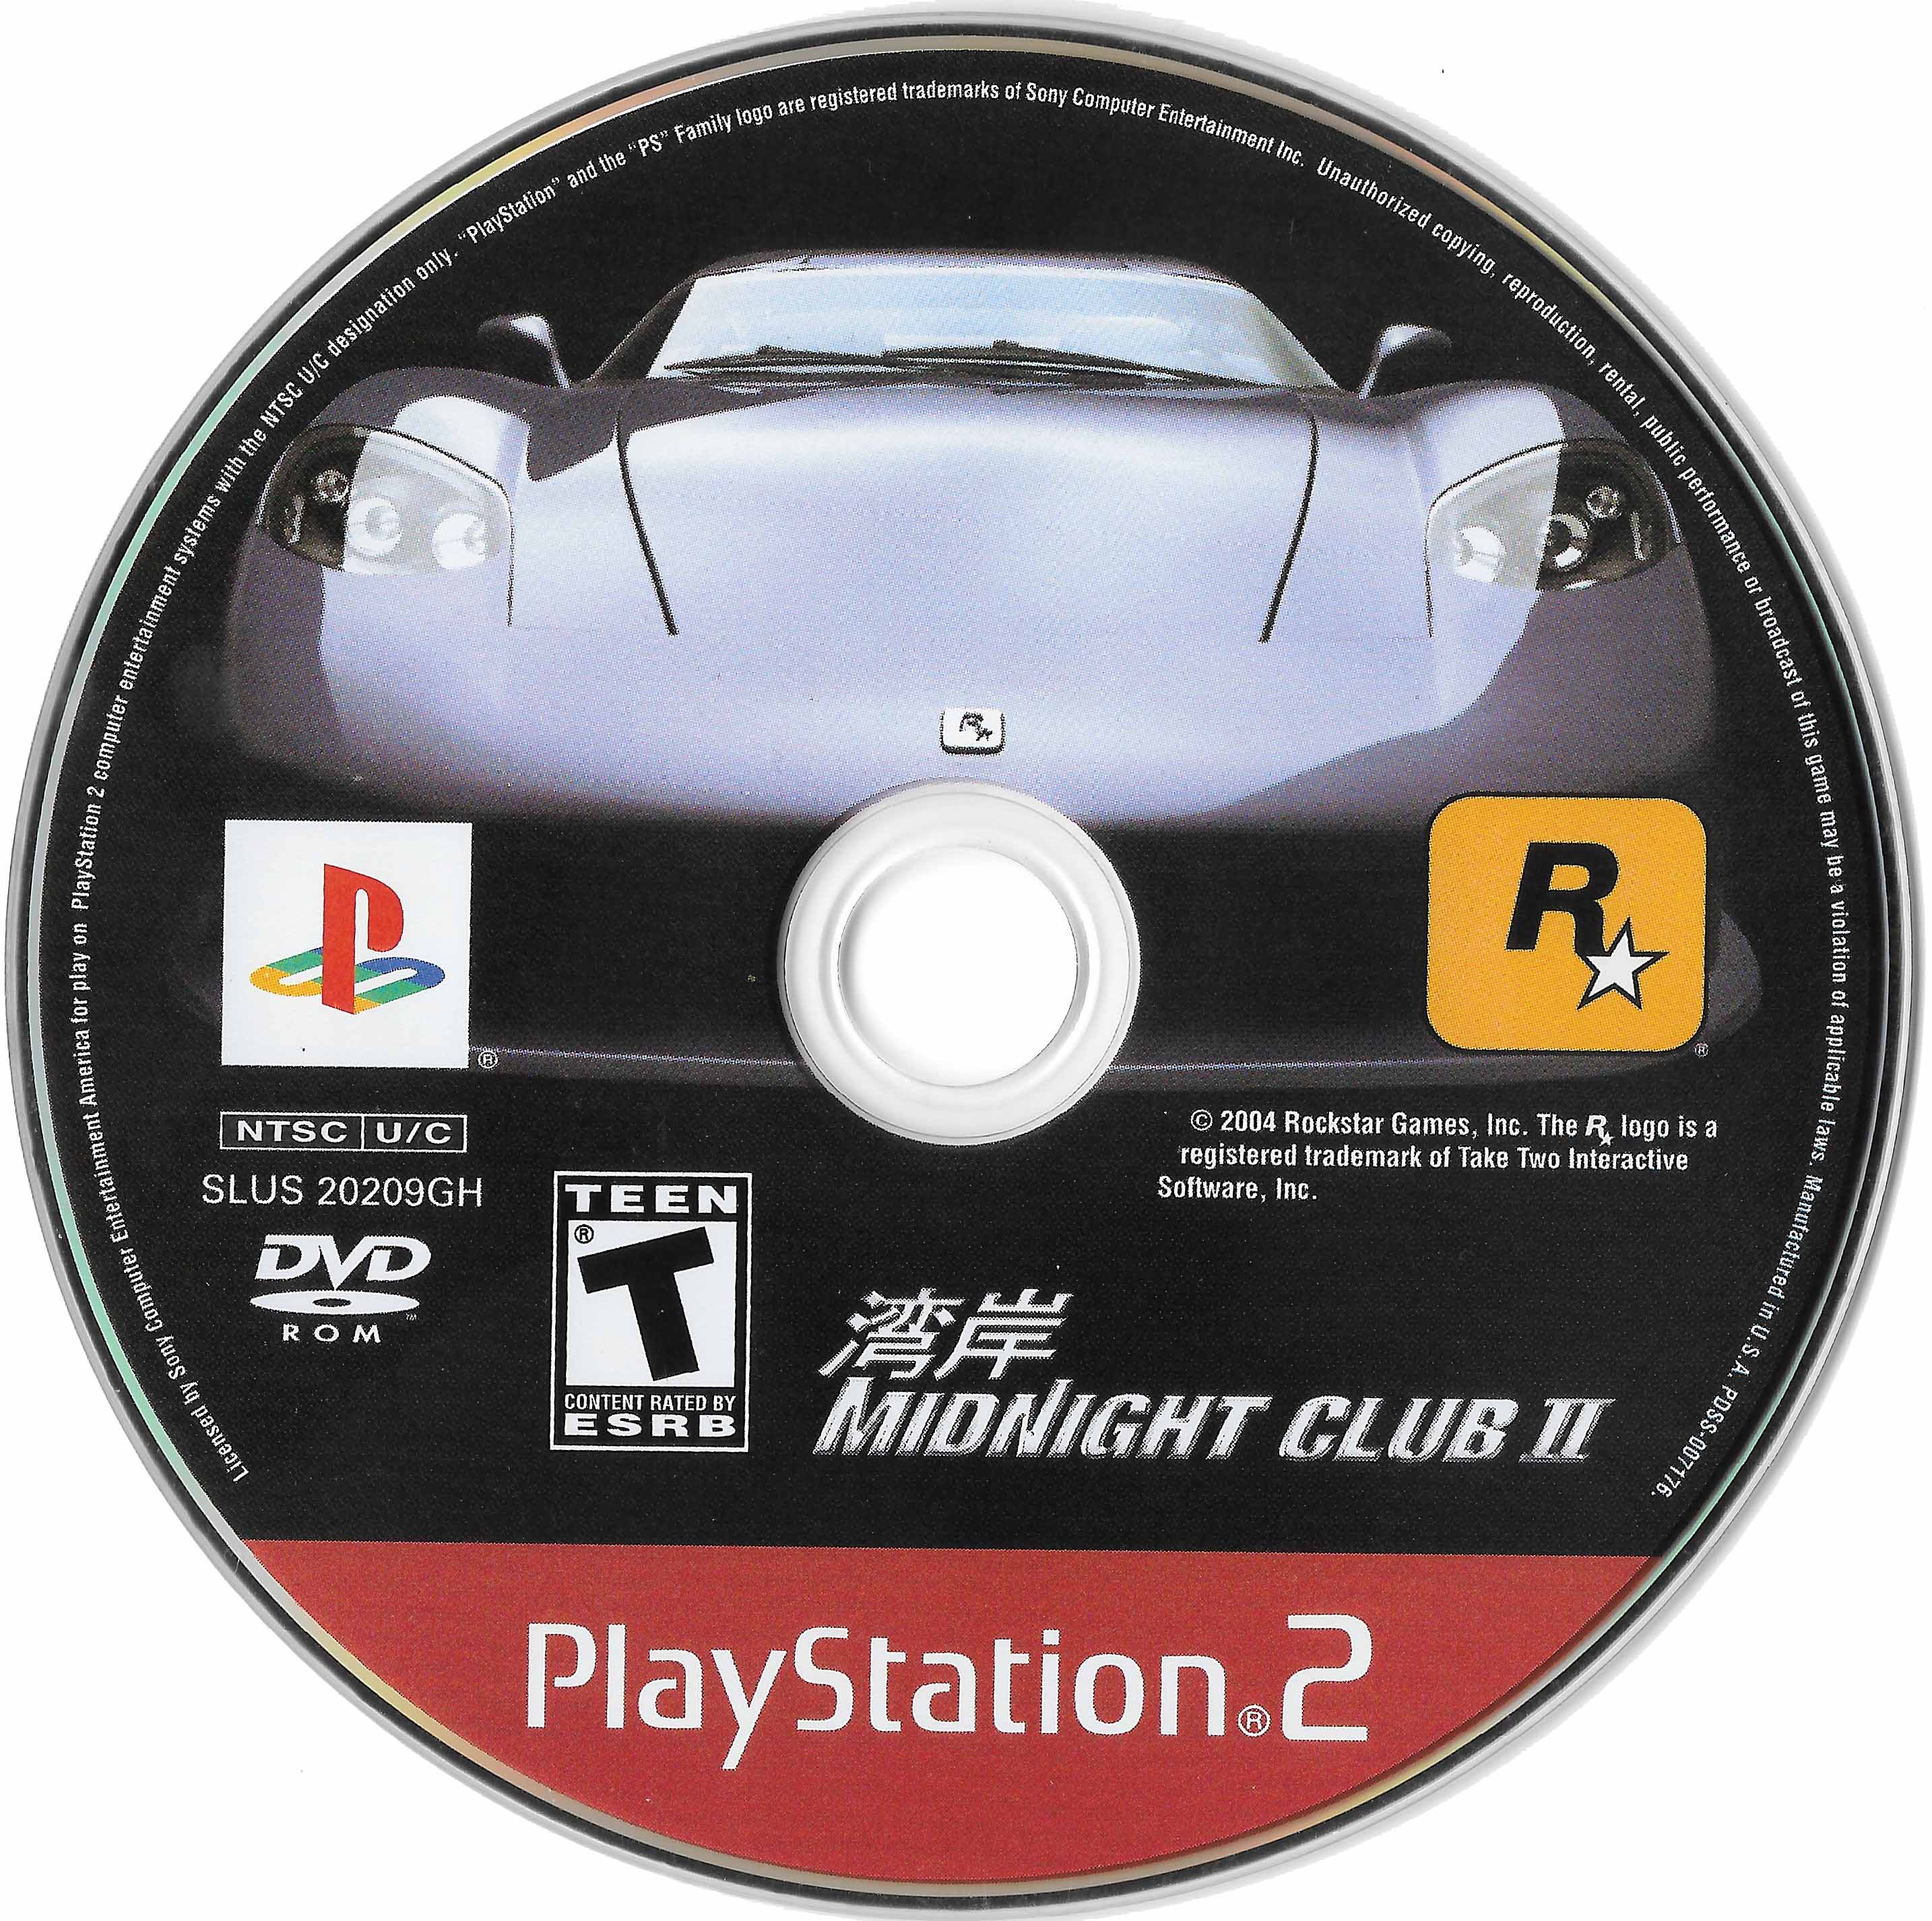 Licensed by Sony Computer Entertainment America for play on PlayStation 2 computer entertainment systems with the NTSC U/C designation only. “PlayStation” and the “PS” Family logo are registered trademarks of Sony Computer Entertainment Inc. Unauthorized copying, reproduction, rental, public performance or broadcast of this game may be a violation of applicable laws. Manufactured in U.S.A. PDSS-007176.
R
R
®
®
NTSC U/C
SLUS 20209GH
DVD
™
ROM
TEEN
®
T
CONTENT RATED BY
ESRB
© 2004 Rockstar Games, Inc. The R logo is a
registered trademark of Take Two Interactive
Software, Inc.
湾岸
MIDNIGHT CLUB II
PlayStation®2